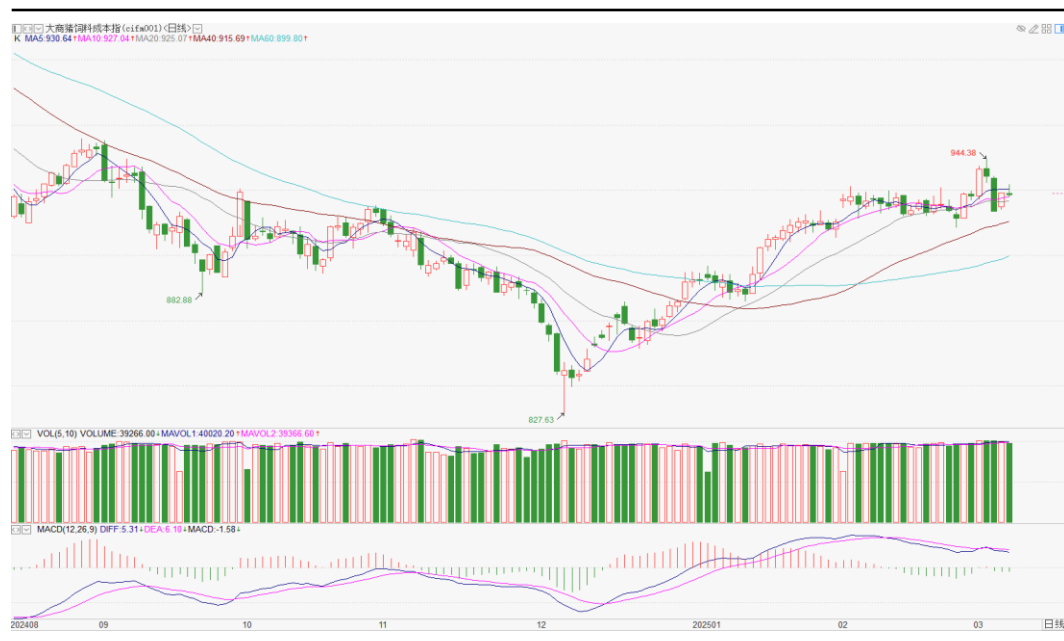 大商猪饲料成本指(cifm001)<日线>
K MA5:930.64↑MA10:927.04↑MA20:925.07↑MA40:915.69↑MA60:899.80↑
944.38
882.88
827.63
VOL(5,10) VOLUME:39266.00↓MAVOL1:40020.20↑MAVOL2:39366.60↑
MACD(12,26,9) DIFF:5.31↓DEA:6.10↓MACD:-1.58↓
202408 09 10 11 12 202501 02 03 日线